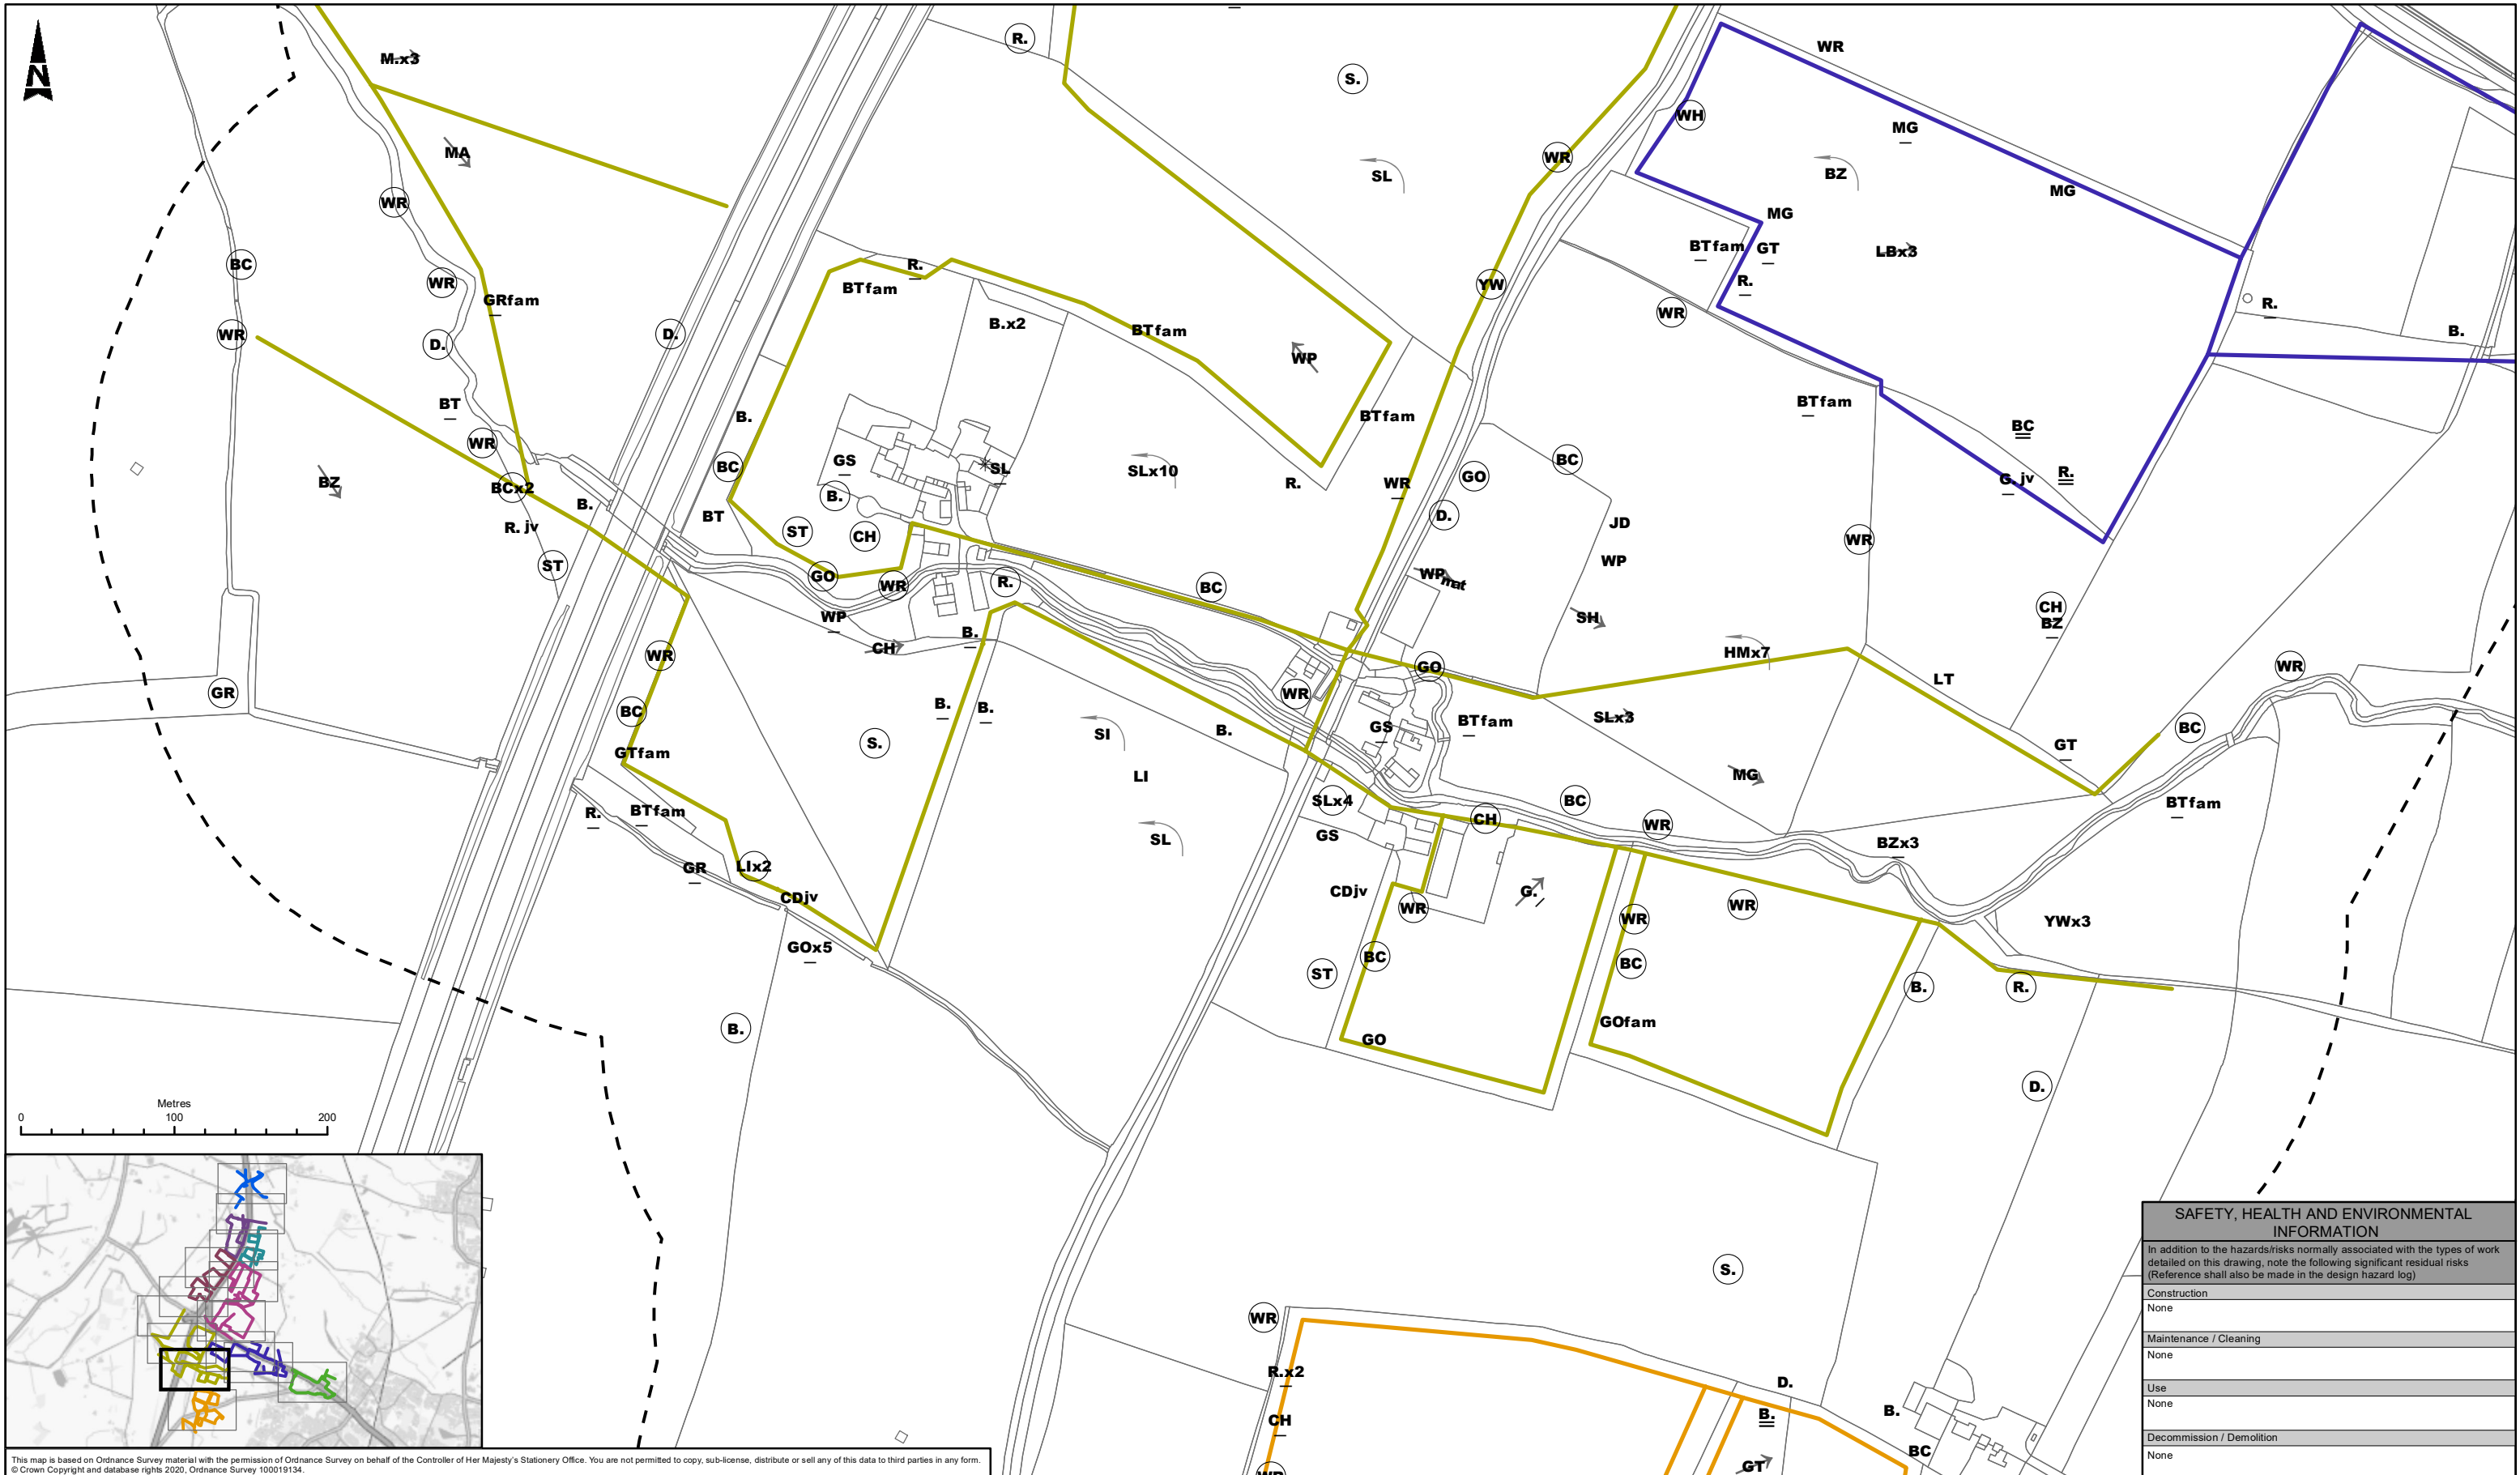 N
M.x3
R.
S.
WR
WH
MG
MA
WR
SL
BZ
MG
WR
MG
BC
R.
BTfam
GT
LBx3
WR
BTfam
YW
R.
GRfam
B.x2
WR
R.
WR
D.
D.
BTfam
B.
WP
BT
B.
BTfam
BTfam
WR
BC
GS
SL
SLx10
BC
BC
BZ
BCx2
B.
R.
WR
GO
G. jv
R.
B.
BT
D.
R. jv
ST
CH
JD
WR
ST
WP
GO
WR
R.
BC
WP mat
WP
B.
SH
CH
BZ
CH
WR
GO
HMx7
WR
GR
WR
LT
BC
B.
B.
SI
B.
GS
BTfam
SLx3
BC
GTfam
S.
GT
LI
MG
R.
BTfam
SLx4
BC
BTfam
SL
GS
CH
WR
GR
LIx2
BZx3
CDjv
CDjv
G.
WR
WR
WR
YWx3
GOx5
BC
BC
ST
B.
R.
B.
GOfam
GO
D.
Metres
0 100 200
S.
WR
R.x2
D.
CH
B.
B.
BC
GT
WR
SAFETY, HEALTH AND ENVIRONMENTAL
INFORMATION
In addition to the hazards/risks normally associated with the types of work
detailed on this drawing, note the following significant residual risks
(Reference shall also be made in the design hazard log)
Construction
None
Maintenance / Cleaning
None
Use
None
Decommission / Demolition
None
This map is based on Ordnance Survey material with the permission of Ordnance Survey on behalf of the Controller of Her Majesty's Stationery Office. You are not permitted to copy, sub-license, distribute or sell any of this data to third parties in any form.
© Crown Copyright and database rights 2020, Ordnance Survey 100019134.